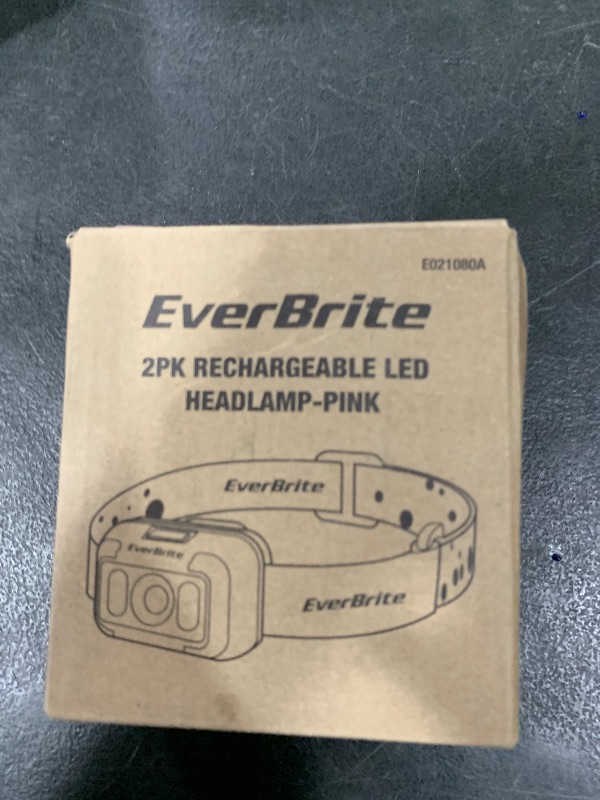 E021080A
EverBrite
2PK RECHARGEABLE LED
HEADLAMP-PINK
EverBrite
EverBrite
EverBrite